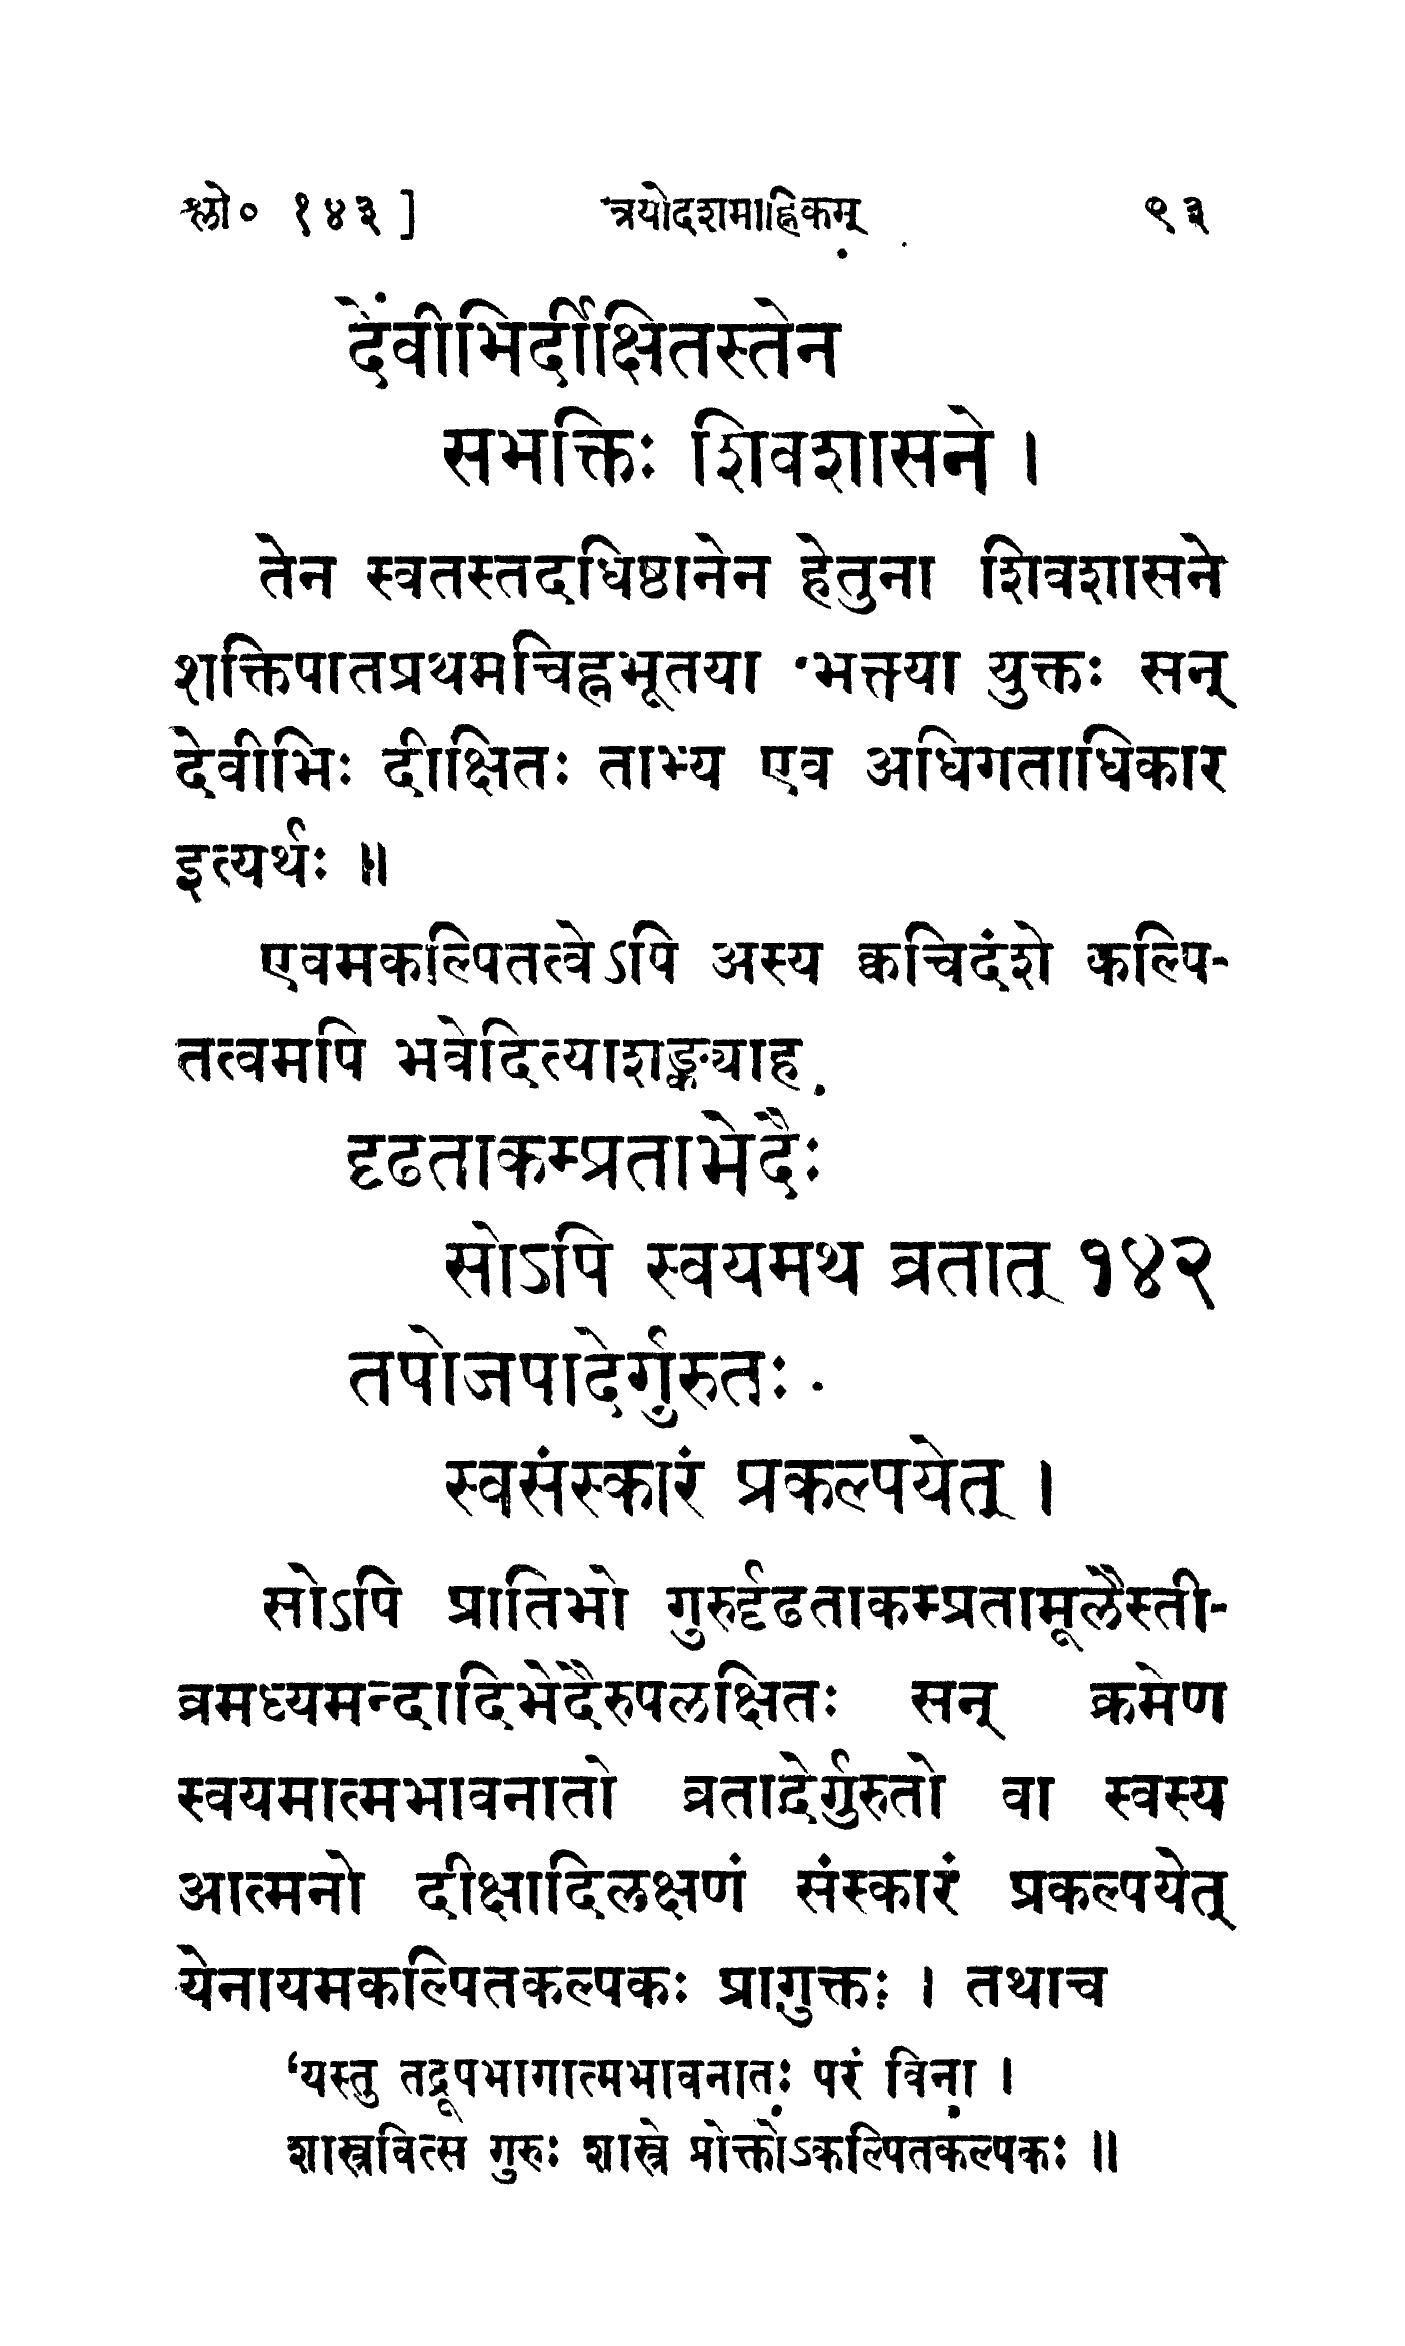 श्लो० १४३]	त्रयोदशमाह्निकम्	९३
देवीभिर्दीक्षितस्तेन
सभक्तिः शिवशासने ।
तेन स्वतस्तदधिष्ठानेन हेतुना शिवशासने
शक्तिपातप्रथमचिह्नभूतया भक्त्या युक्तः सन्
देवीभिः दीक्षितः ताभ्य एव अधिगताधिकार
इत्यर्थः ॥
एवमकल्पितत्वेऽपि अस्य क्वचिदंशे कल्पि-
तत्वमपि भवेदित्याशङ्क्याह
दृढताकम्प्रताभेदैः
सोऽपि स्वयमथ व्रतात् १४२
तपोजपादेर्गुरुतः
स्वसंस्कारं प्रकल्पयेत् ।
सोऽपि प्रातिभो गुरुर्दृढताकम्प्रतामूलैस्ती-
व्रमध्यमन्दादिभेदैरुपलक्षितः सन् क्रमेण
स्वयमात्मभावनातो व्रतादेर्गुरुतो वा स्वस्य
आत्मनो दीक्षादिलक्षणं संस्कारं प्रकल्पयेत्
येनायमकल्पितकल्पकः प्रागुक्तः । तथाच
‘यस्तु तद्रूपभागात्मभावनातः परं विना ।
शास्त्रवित्स गुरुः शास्त्रे प्रोक्तोऽकल्पितकल्पकः ॥